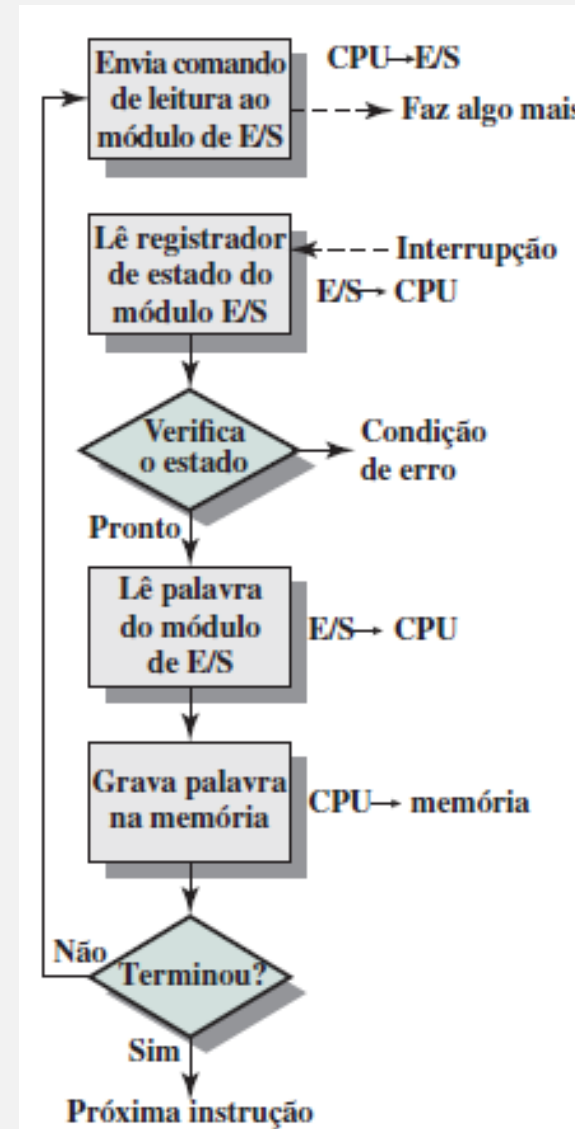 Envia comando
de leitura ao
módulo de E/S
CPU→E/S
Faz algo mais
Lê registrador
de estado do
módulo E/S
Interrupção
E/S→ CPU
Verifica
o estado
Condição
de erro
Pronto
Lê palavra
do módulo
de E/S
E/S→ CPU
Grava palavra
na memória
CPU→ memória
Não
Terminou?
Sim
Próxima instrução